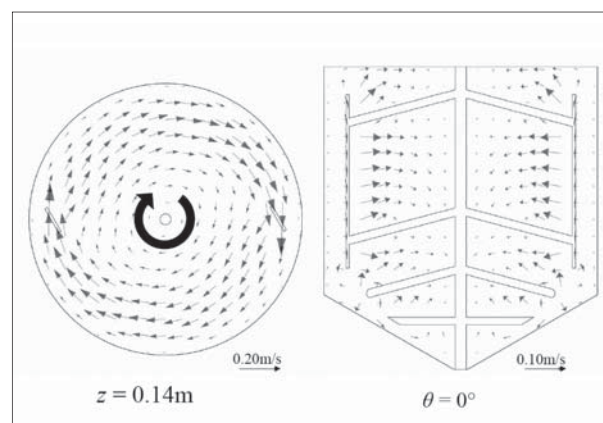 0.20m/s
z = 0.14m
0.10m/s
θ = 0°